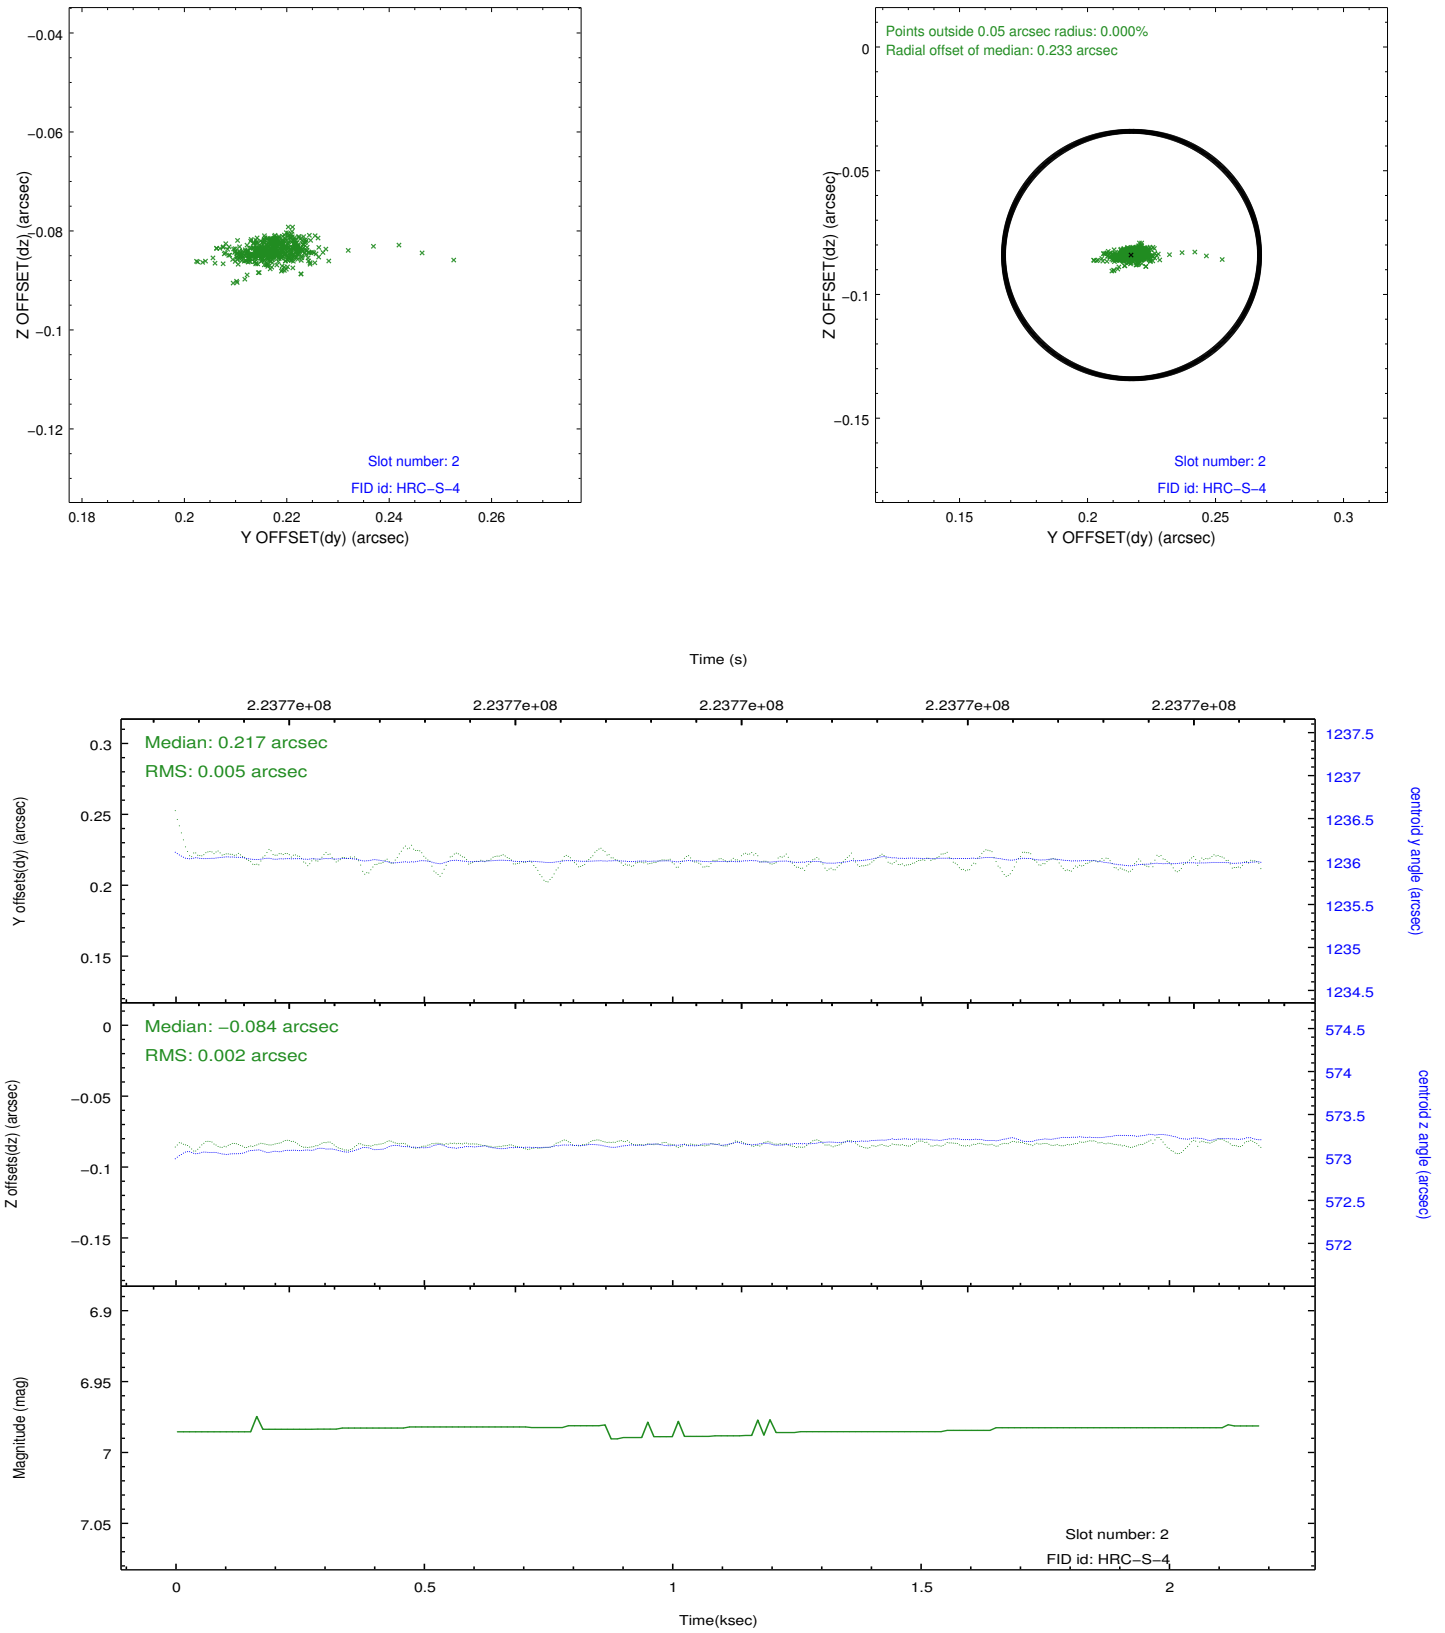 −0.04
−0.06
−0.08
−0.1
−0.12
Z OFFSET(dz) (arcsec)
Slot number: 2
FID id: HRC−S−4
0.18 0.2 0.22 0.24 0.26
Y OFFSET(dy) (arcsec)
Points outside 0.05 arcsec radius: 0.000%
Radial offset of median: 0.233 arcsec
0
−0.05
−0.1
−0.15
Z OFFSET(dz) (arcsec)
Slot number: 2
FID id: HRC−S−4
0.15 0.2 0.25 0.3
Y OFFSET(dy) (arcsec)
Time (s)
2.2377e+08 2.2377e+08 2.2377e+08 2.2377e+08 2.2377e+08
Median: 0.217 arcsec
RMS: 0.005 arcsec
0.3
0.25
0.2
0.15
Y offsets(dy) (arcsec)
1237.5
1237
1236.5
1236
1235.5
1235
1234.5
centroid y angle (arcsec)
Median: −0.084 arcsec
RMS: 0.002 arcsec
0
−0.05
−0.1
−0.15
Z offsets(dz) (arcsec)
574.5
574
573.5
573
572.5
572
centroid z angle (arcsec)
6.9
6.95
7
7.05
Magnitude (mag)
Slot number: 2
FID id: HRC−S−4
0 0.5 1 1.5 2
Time(ksec)